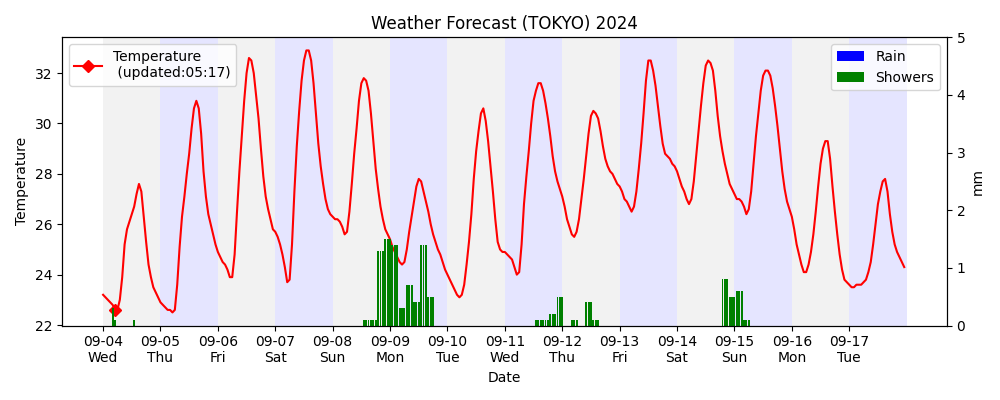 Weather Forecast (TOKYO) 2024
Temperature
(updated:05:17)
Rain
Showers
Temperature
32
30
28
26
24
22
5
4
3
2
1
0
mm
09-04 09-05 09-06 09-07 09-08 09-09 09-10 09-11 09-12 09-13 09-14 09-15 09-16 09-17
Wed Thu Fri Sat Sun Mon Tue Wed Thu Fri Sat Sun Mon Tue
Date